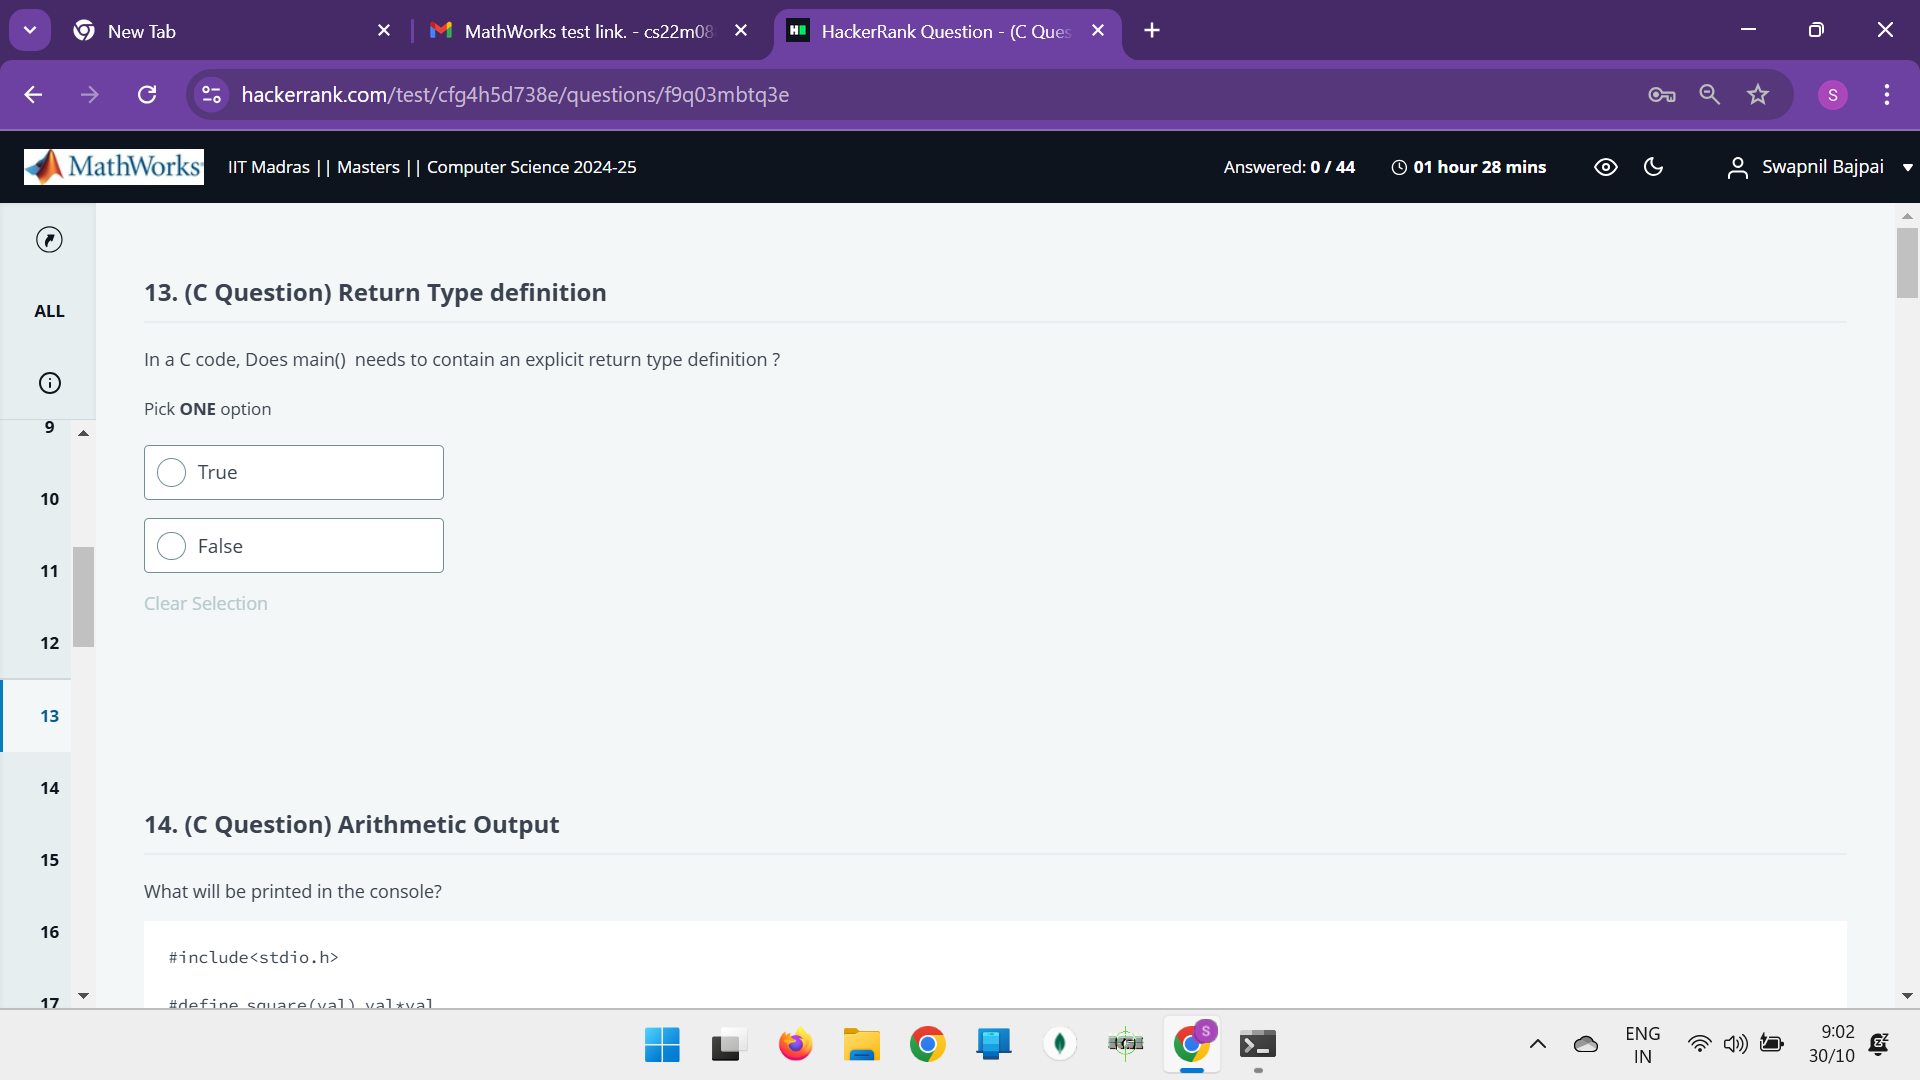 New Tab
MathWorks test link. - cs22m08
HackerRank Question - (C Ques
hackerrank.com/test/cfg4h5d738e/questions/f9q03mbtq3e
S
MathWorks
IIT Madras || Masters || Computer Science 2024-25
Answered: 0 / 44
01 hour 28 mins
Swapnil Bajpai
ALL
9
10
11
12
13
14
15
16
17
13. (C Question) Return Type definition
In a C code, Does main()  needs to contain an explicit return type definition ?
Pick ONE option
True
False
Clear Selection
14. (C Question) Arithmetic Output
What will be printed in the console?
#include<stdio.h>
#define square(val) val*val
S
ENG
IN
9:02
30/10